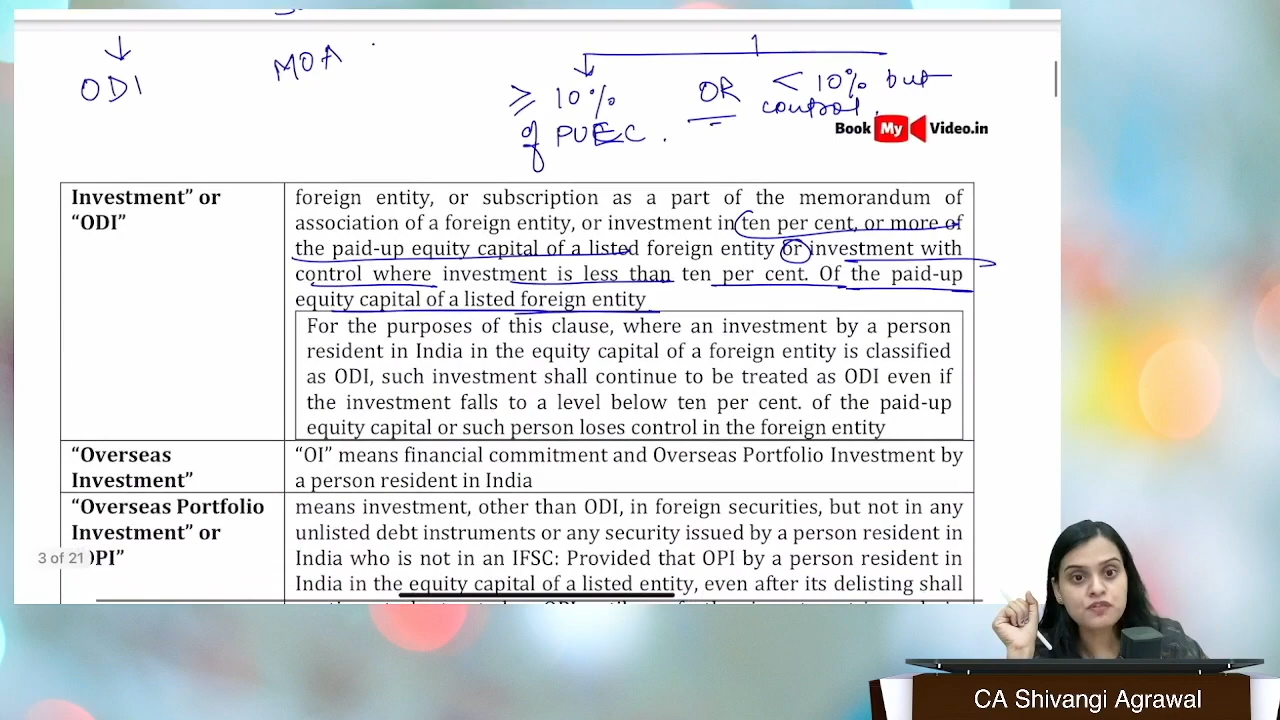 ODI
MOA
≥ 10% OR < 10% but
of PUEC. control.
Book My Video.in
Investment” or
“ODI”
foreign entity, or subscription as a part of the memorandum of
association of a foreign entity, or investment in ten per cent, or more of
the paid-up equity capital of a listed foreign entity or investment with
control where investment is less than ten per cent. Of the paid-up
equity capital of a listed foreign entity
For the purposes of this clause, where an investment by a person
resident in India in the equity capital of a foreign entity is classified
as ODI, such investment shall continue to be treated as ODI even if
the investment falls to a level below ten per cent. of the paid-up
equity capital or such person loses control in the foreign entity
“Overseas
Investment”
“OI” means financial commitment and Overseas Portfolio Investment by
a person resident in India
“Overseas Portfolio
Investment” or
OPI”
means investment, other than ODI, in foreign securities, but not in any
unlisted debt instruments or any security issued by a person resident in
India who is not in an IFSC: Provided that OPI by a person resident in
India in the equity capital of a listed entity, even after its delisting shall
3 of 21
CA Shivangi Agrawal